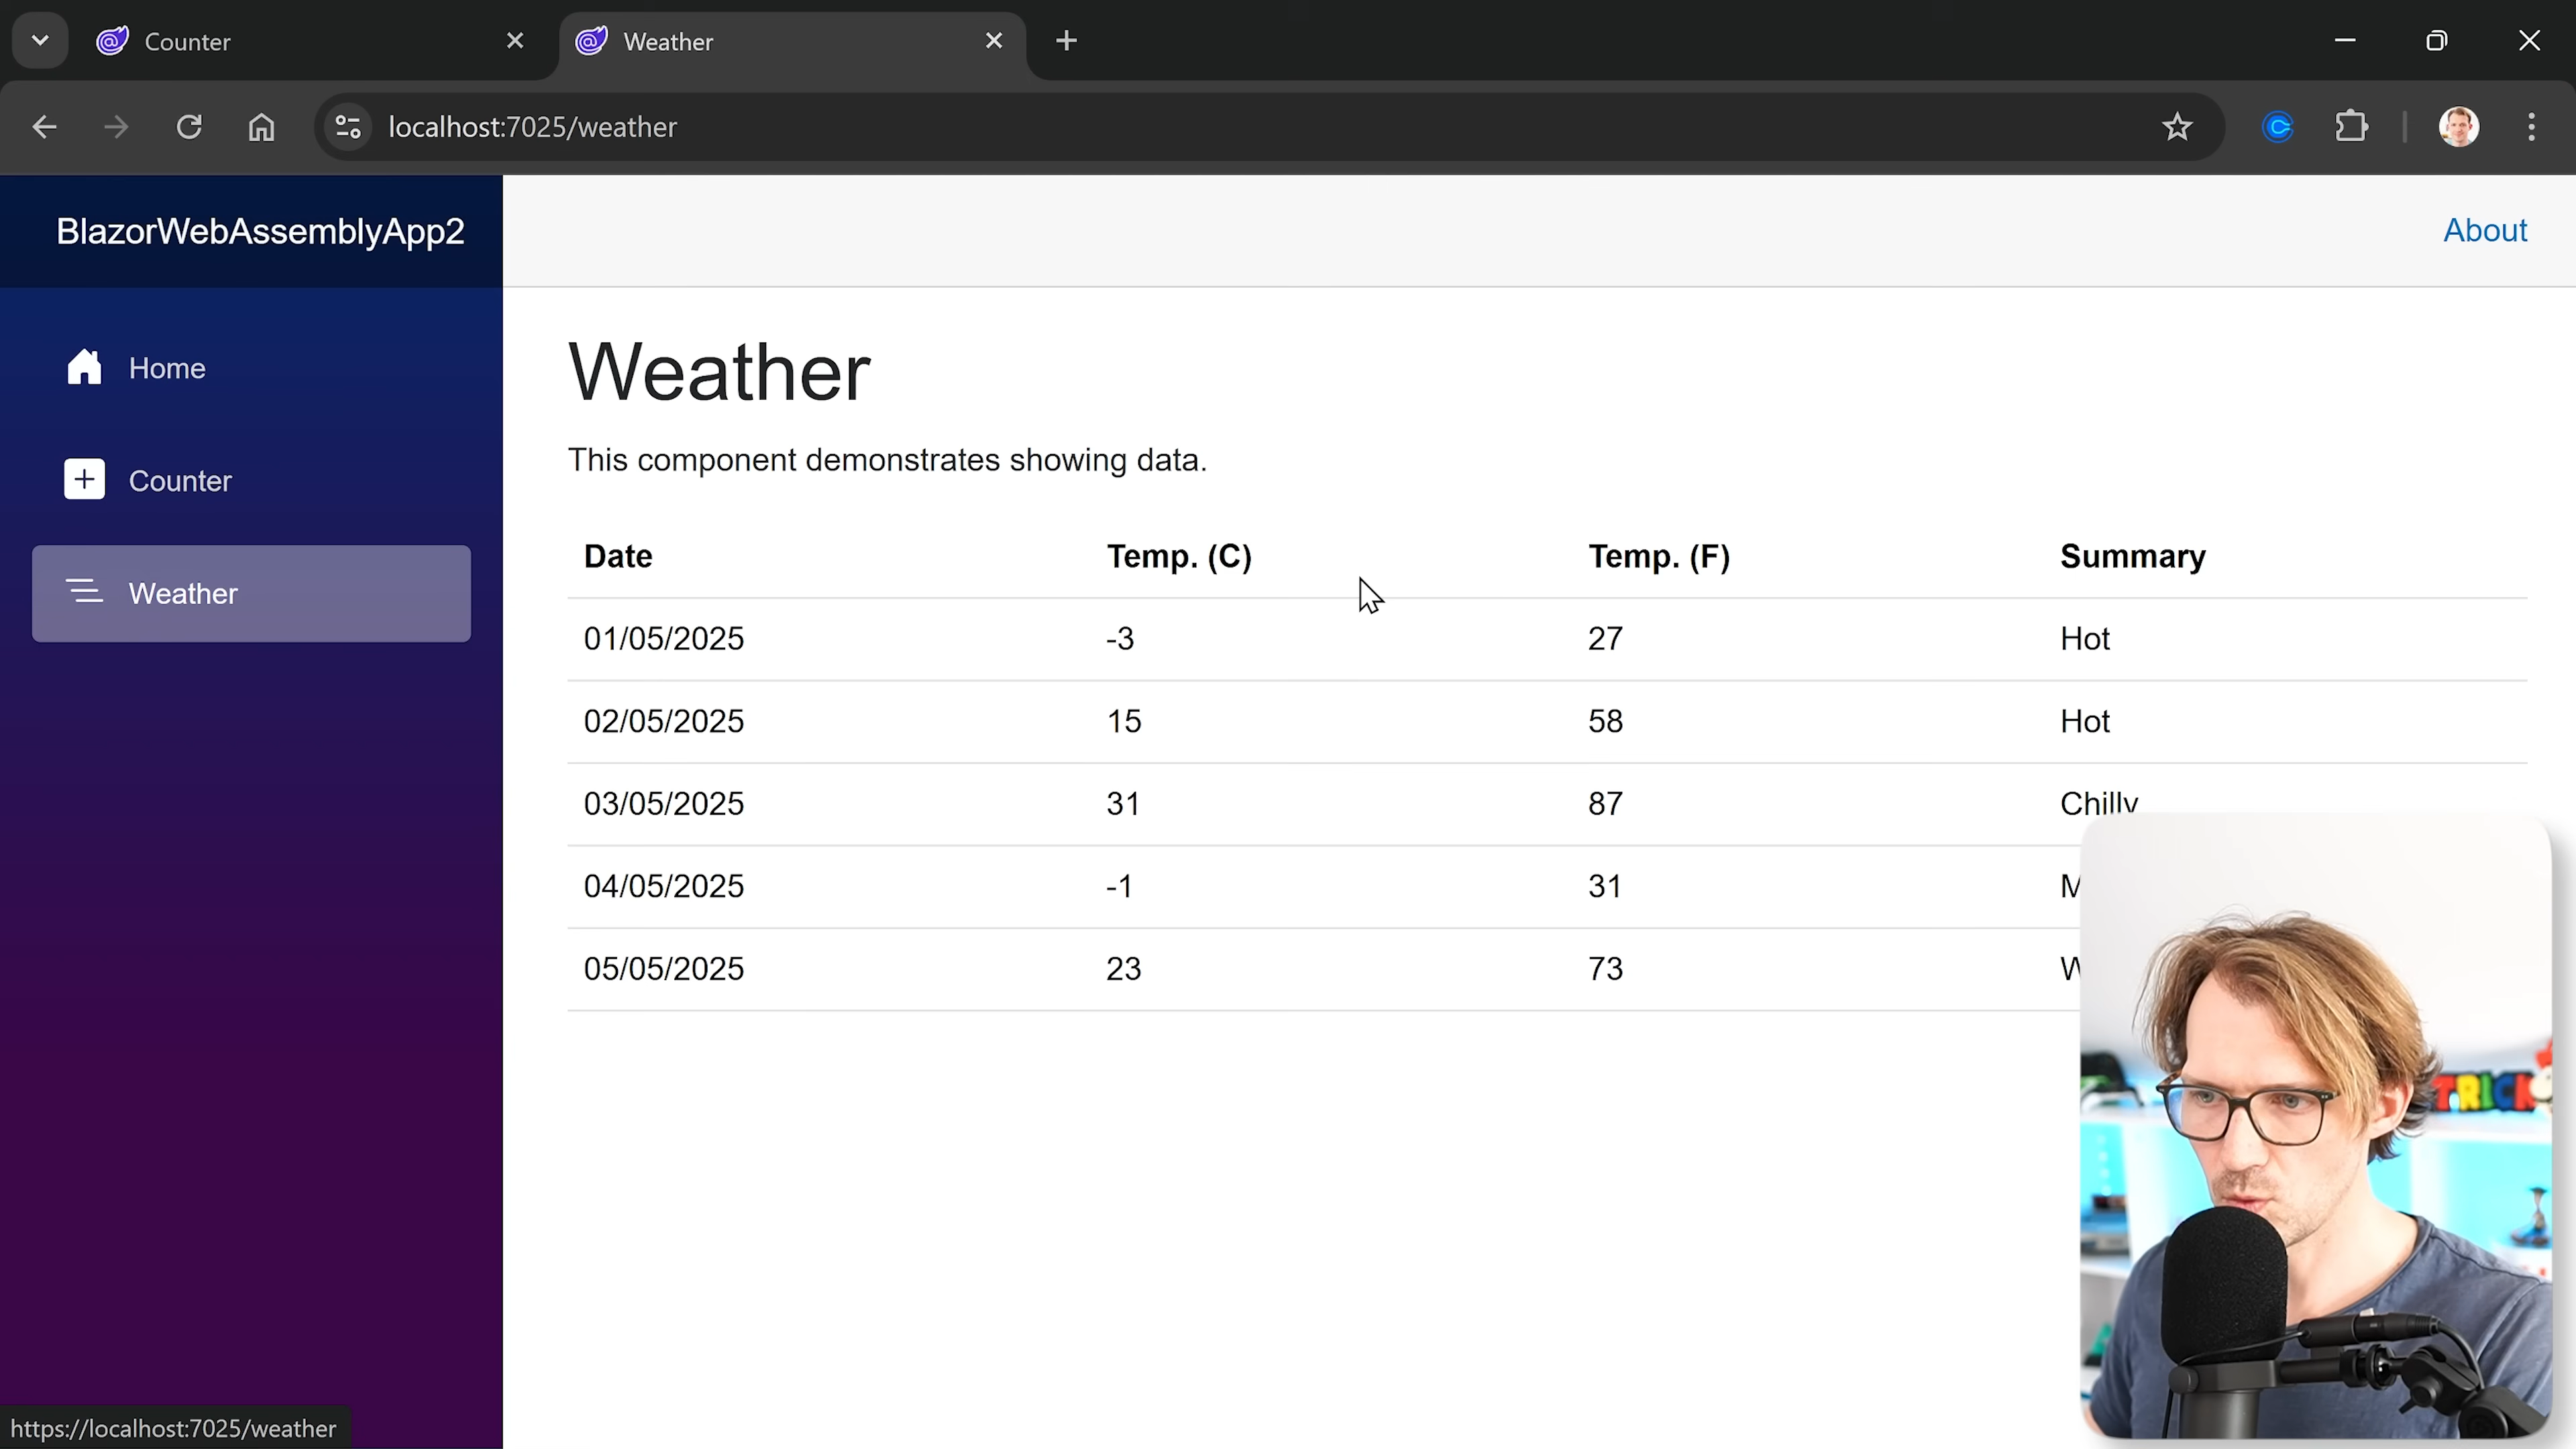 Counter
Weather
localhost:7025/weather
BlazorWebAssemblyApp2
About
Home
Counter
Weather
Weather
This component demonstrates showing data.
Date Temp. (C) Temp. (F) Summary
01/05/2025 -3 27 Hot
02/05/2025 15 58 Hot
03/05/2025 31 87 Chilly
04/05/2025 -1 31
05/05/2025 23 73
TRICK
https://localhost:7025/weather